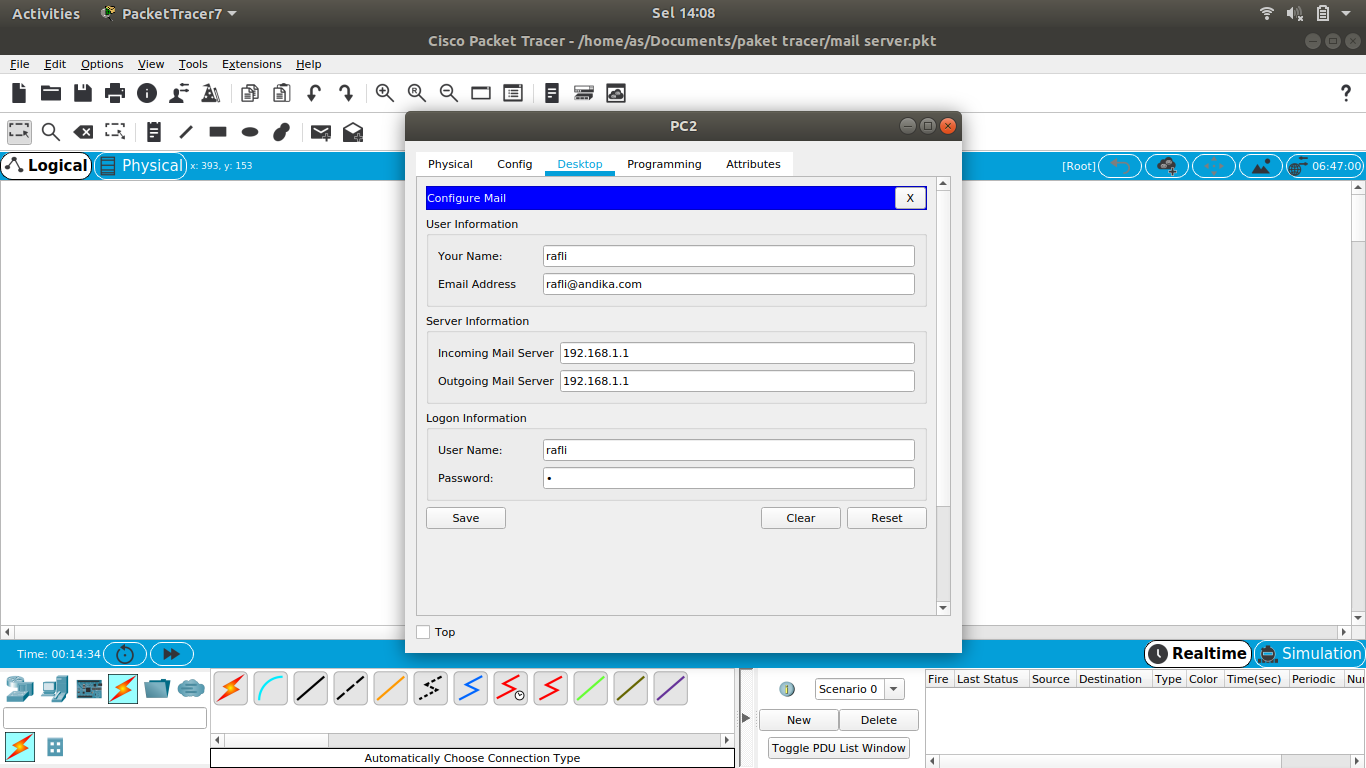 Activities PacketTracer7 Sel 14:08
Cisco Packet Tracer - /home/as/Documents/paket tracer/mail server.pkt
File Edit Options View Tools Extensions Help
?
Logical Physical x: 393, y: 153 [Root] 06:47:00
PC2
Physical Config Desktop Programming Attributes
Configure Mail X
User Information
Your Name: rafli
Email Address rafli@andika.com
Server Information
Incoming Mail Server 192.168.1.1
Outgoing Mail Server 192.168.1.1
Logon Information
User Name: rafli
Password: •
Save Clear Reset
Top
Time: 00:14:34 Realtime Simulation
Scenario 0
New Delete
Toggle PDU List Window
Fire Last Status Source Destination Type Color Time(sec) Periodic Nur
Automatically Choose Connection Type